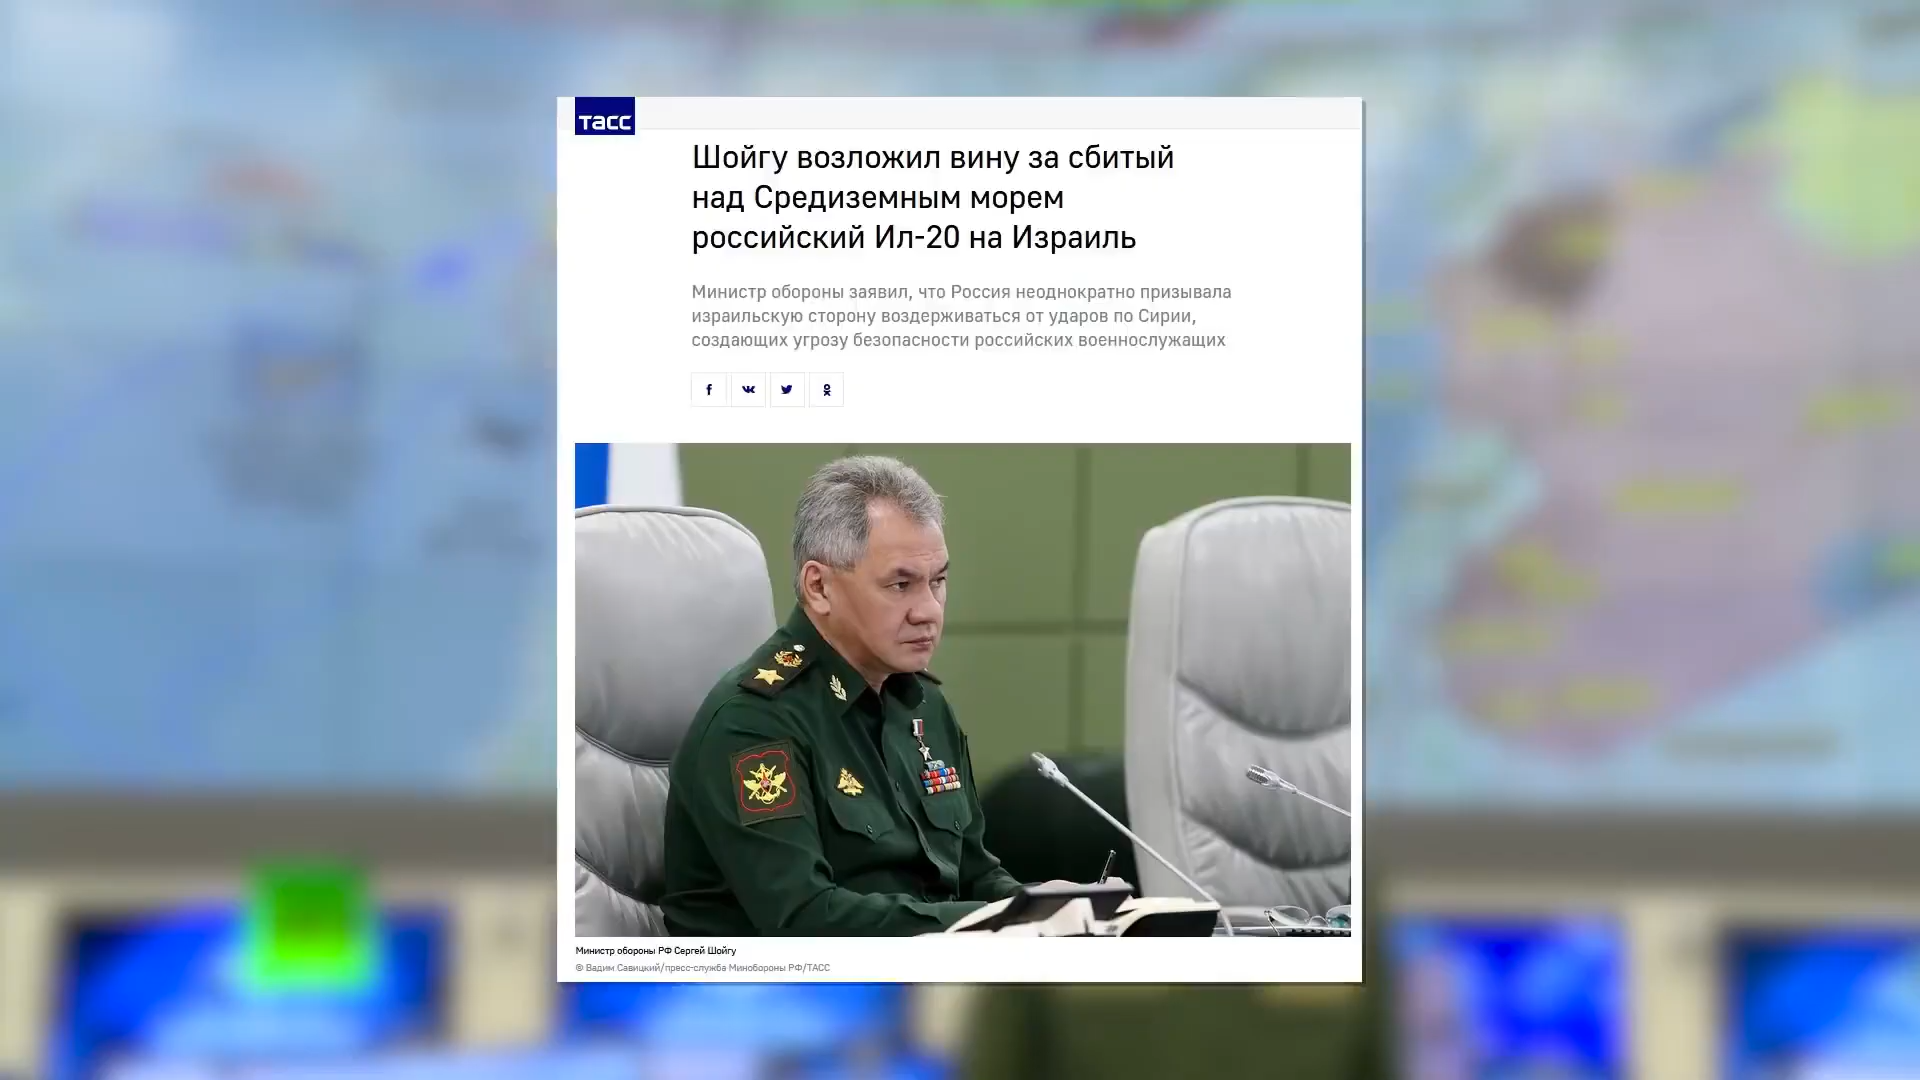 тасс
Шойгу возложил вину за сбитый
над Средиземным морем
российский Ил-20 на Израиль
Министр обороны заявил, что Россия неоднократно призывала
израильскую сторону воздерживаться от ударов по Сирии,
создающих угрозу безопасности российских военнослужащих
Министр обороны РФ Сергей Шойгу
© Вадим Савицкий/пресс-служба Минобороны РФ/ТАСС